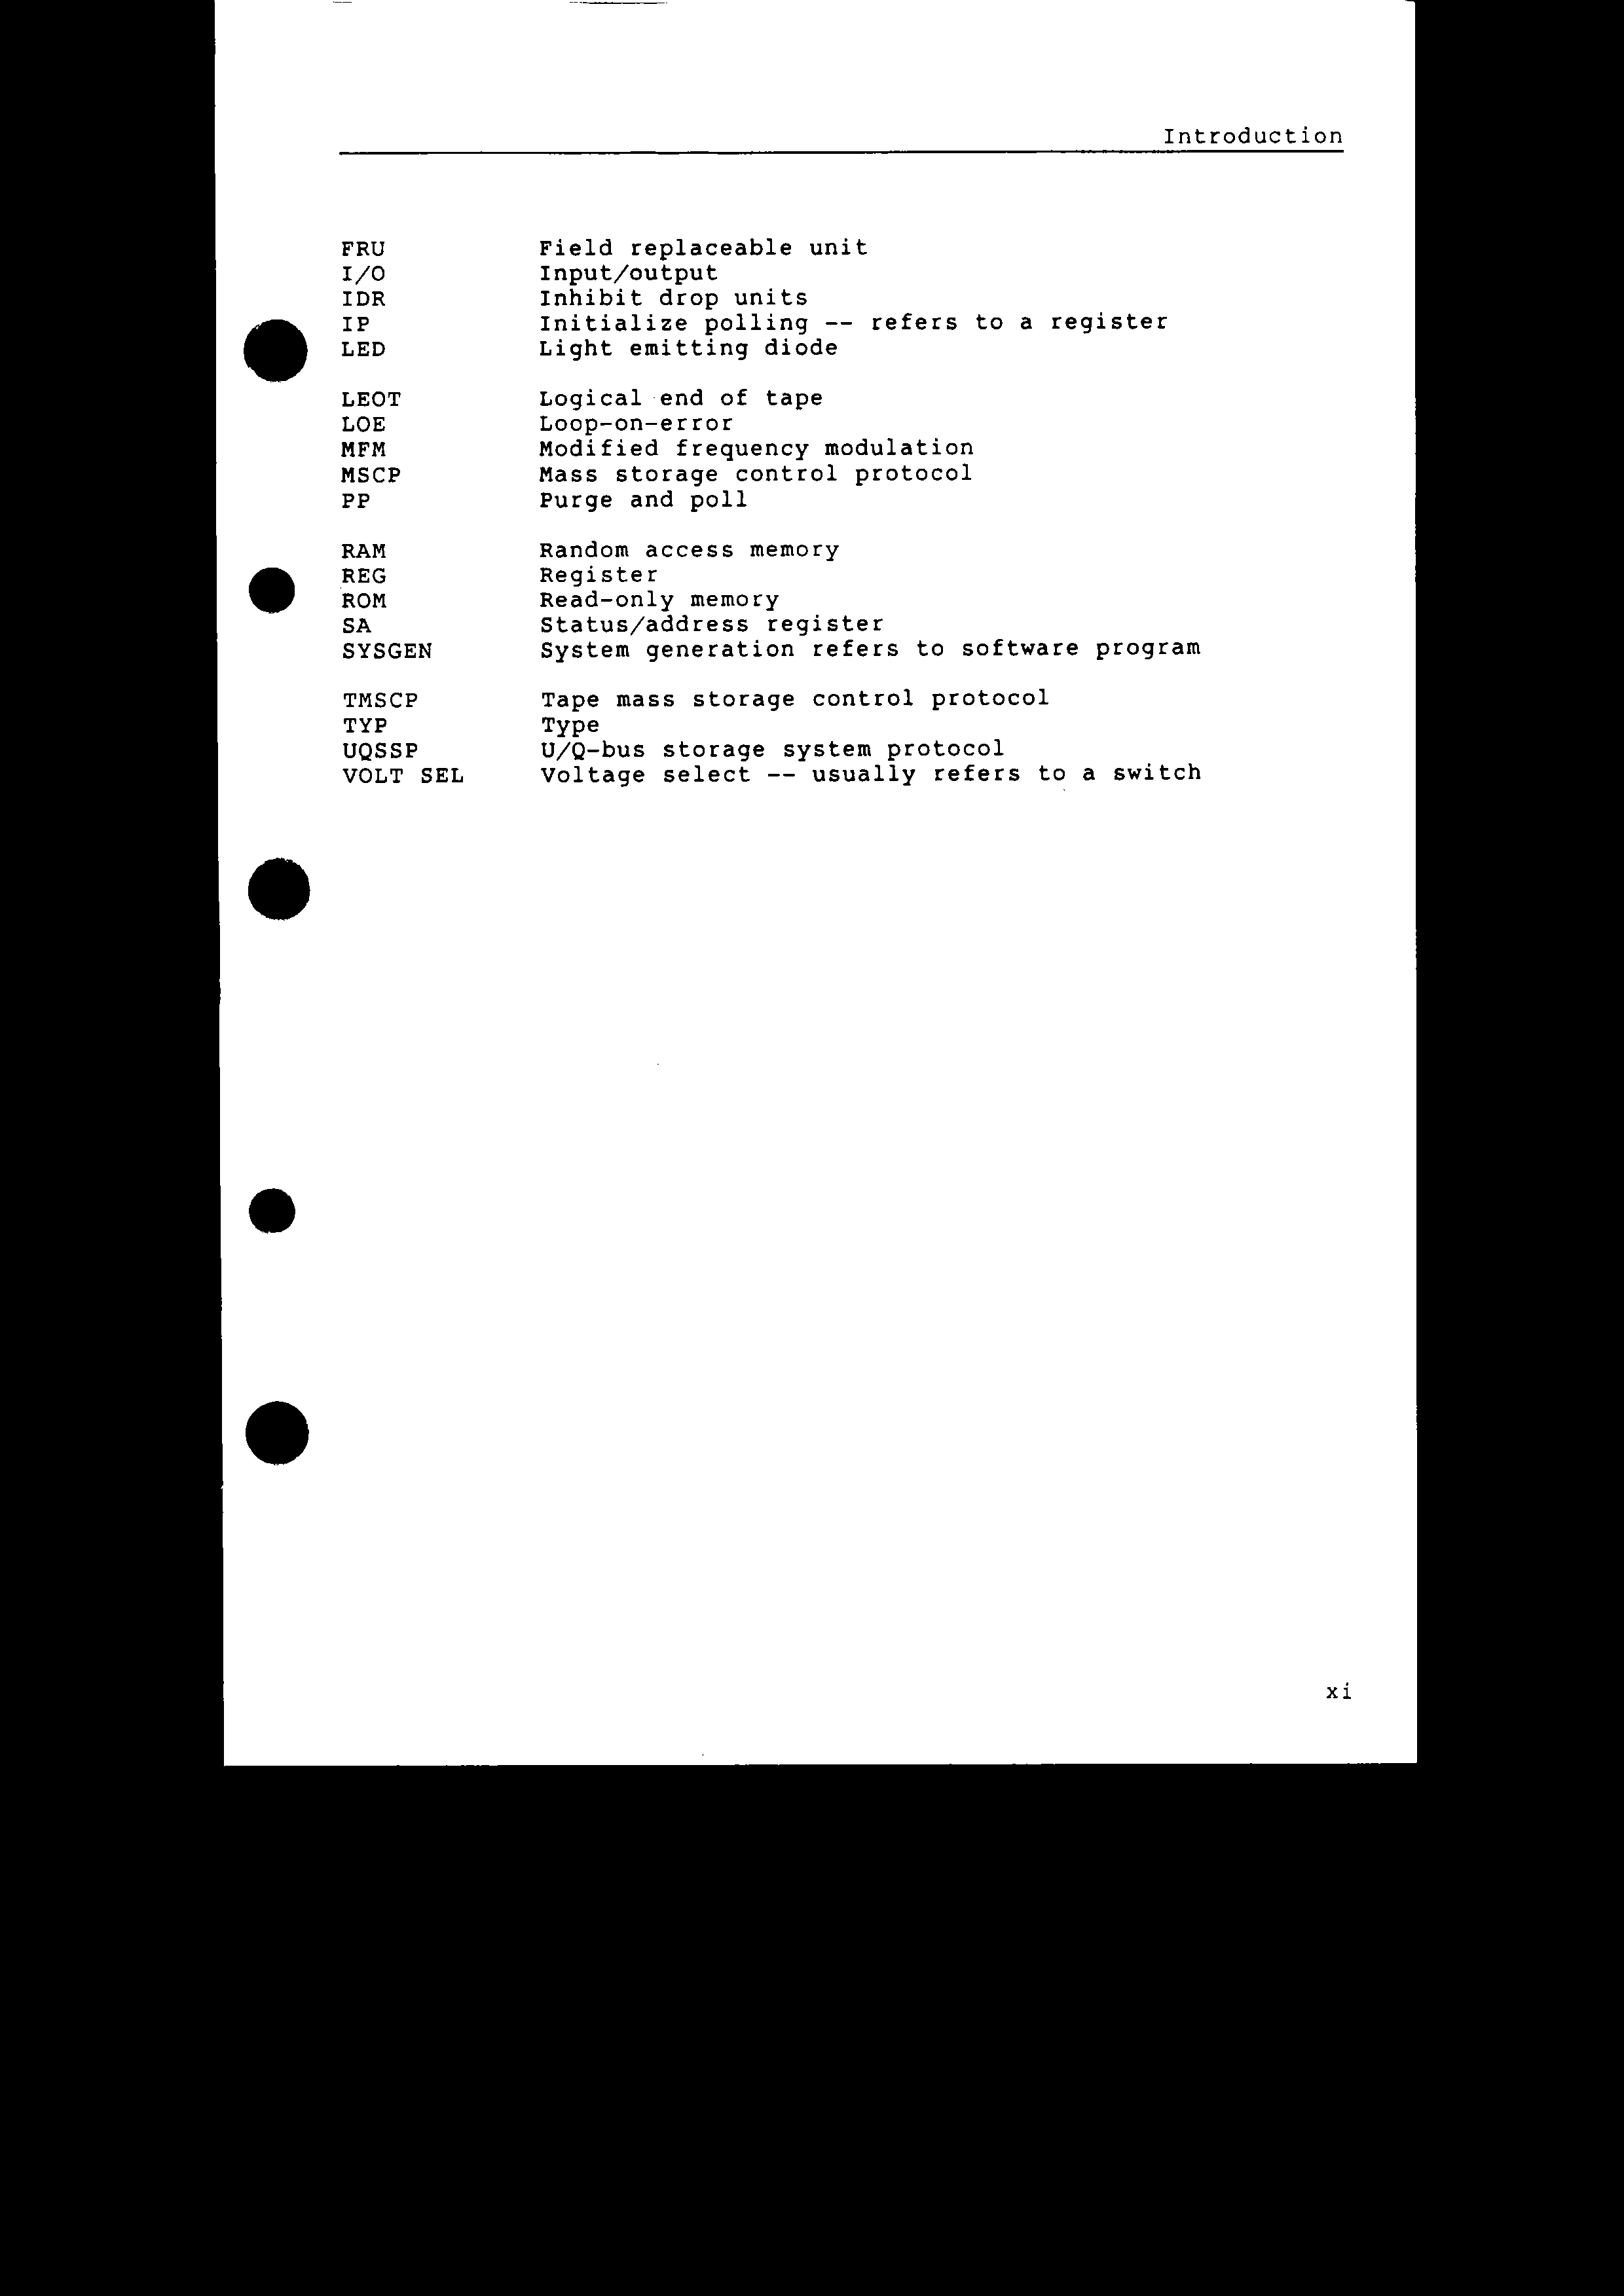 Introduction
FRU Field replaceable unit
I/O Input/output
IDR Inhibit drop units
IP Initialize polling -- refers to a register
LED Light emitting diode
LEOT Logical end of tape
LOE Loop-on-error
MFM Modified frequency modulation
MSCP Mass storage control protocol
PP Purge and poll
RAM Random access memory
REG Register
ROM Read-only memory
SA Status/address register
SYSGEN System generation refers to software program
TMSCP Tape mass storage control protocol
TYP Type
UQSSP U/Q-bus storage system protocol
VOLT SEL Voltage select -- usually refers to a switch
xi